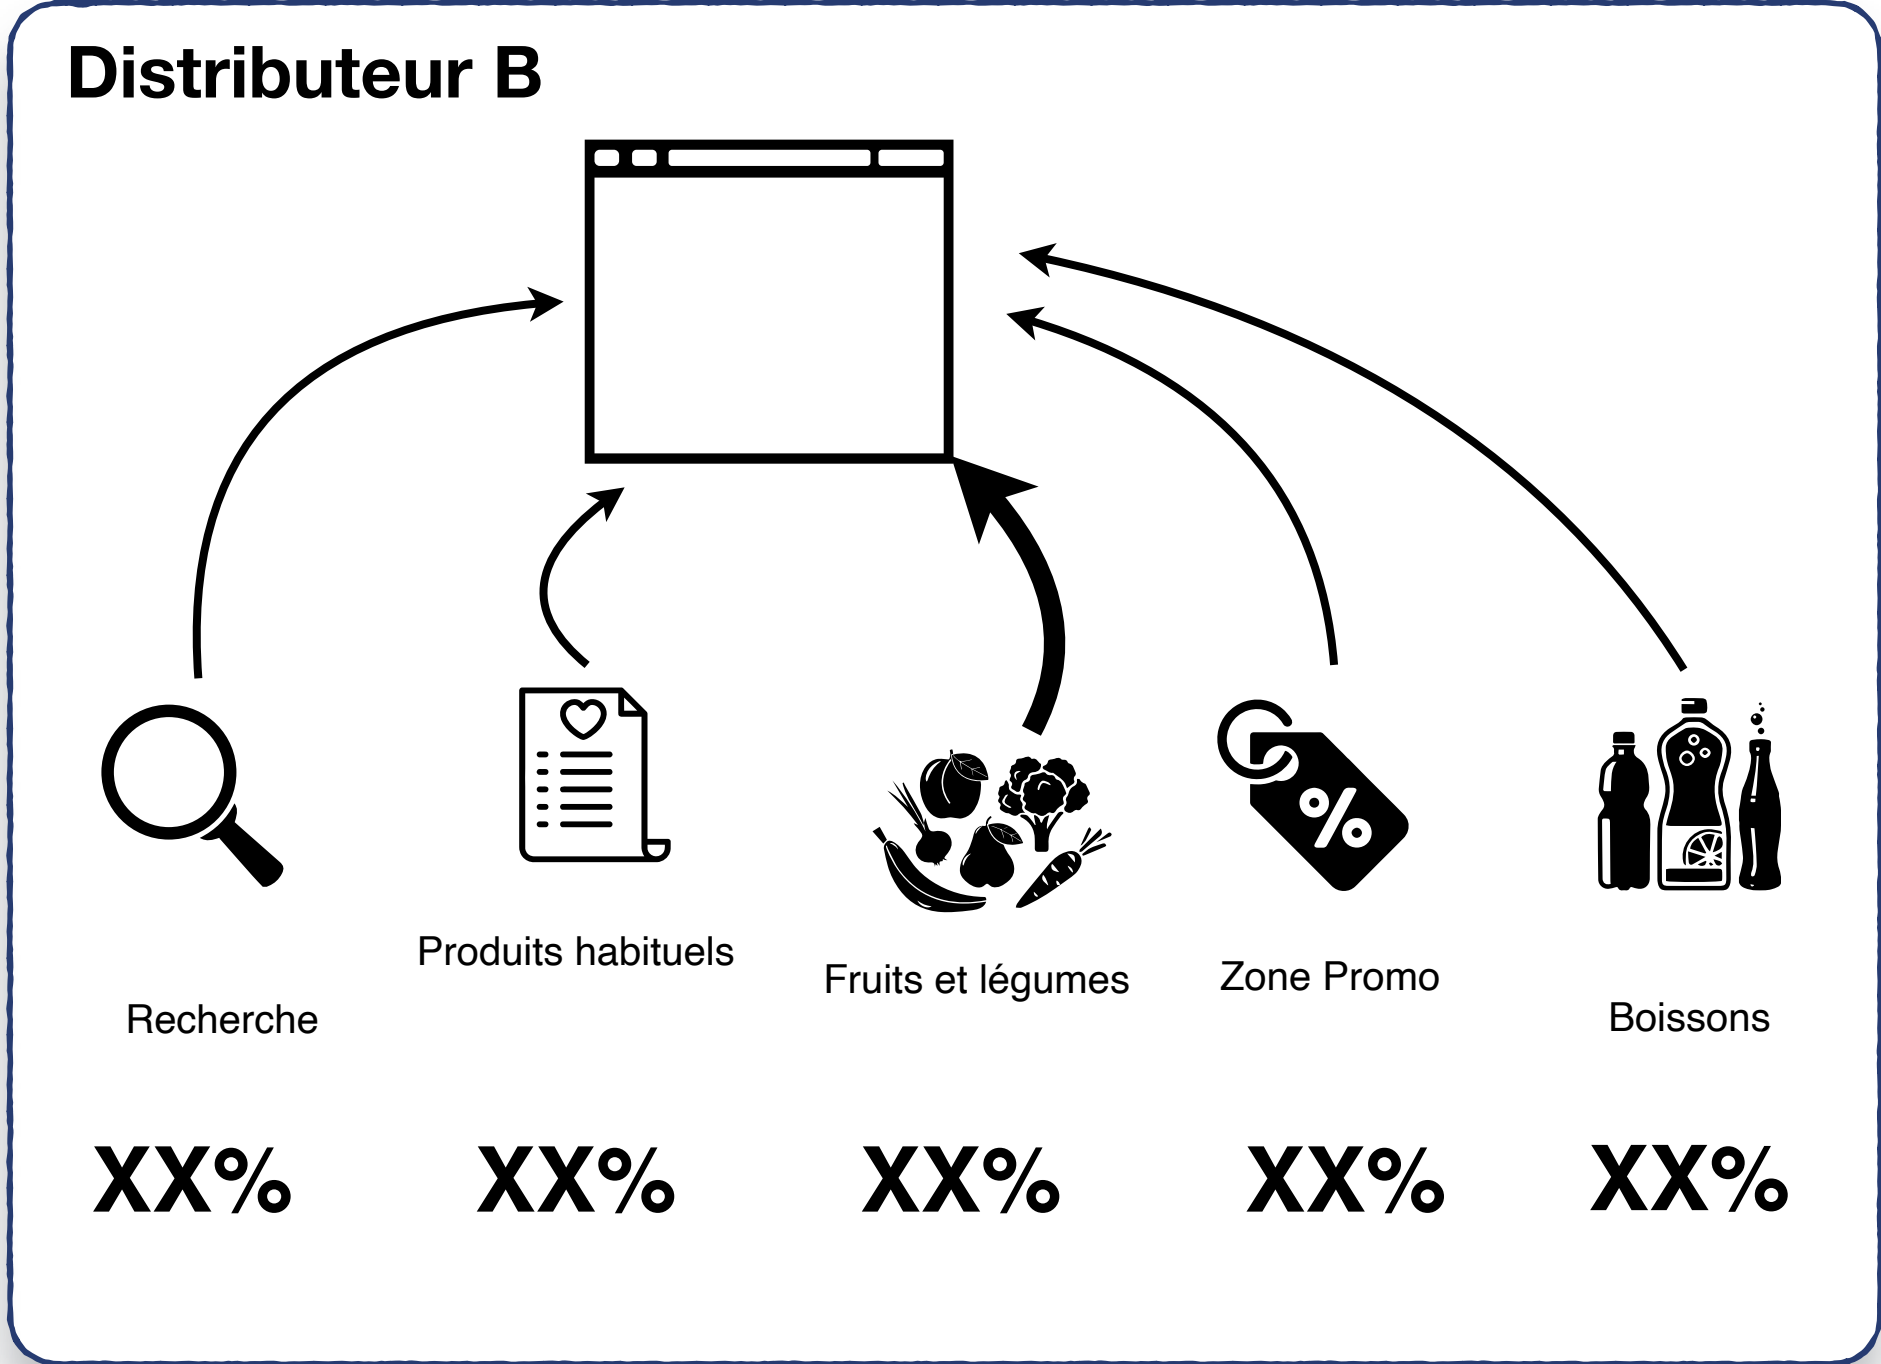 Distributeur B
Produits habituels
Fruits et légumes
Zone Promo
Recherche
Boissons
XX% XX% XX% XX% XX%